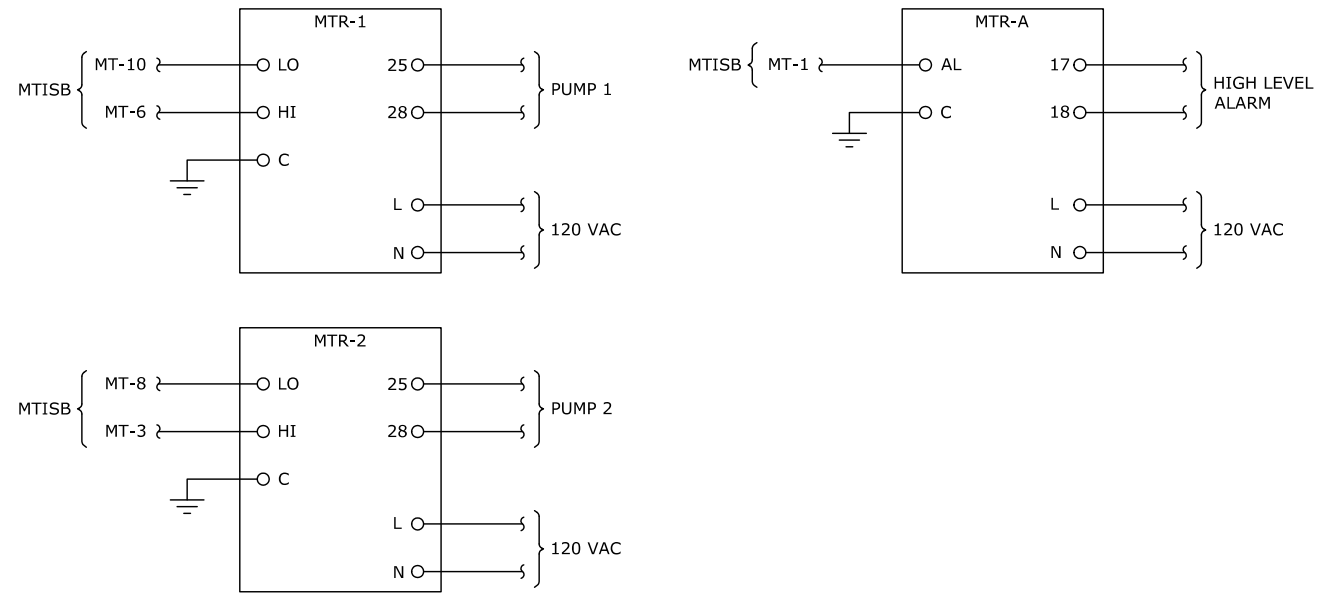 MTR-1
MTISB
MT-10
LO
25
PUMP 1
MT-6
HI
28
C
L
120 VAC
N
MTR-A
MTISB
MT-1
AL
17
HIGH LEVEL
ALARM
C
18
L
120 VAC
N
MTR-2
MTISB
MT-8
LO
25
PUMP 2
MT-3
HI
28
C
L
120 VAC
N